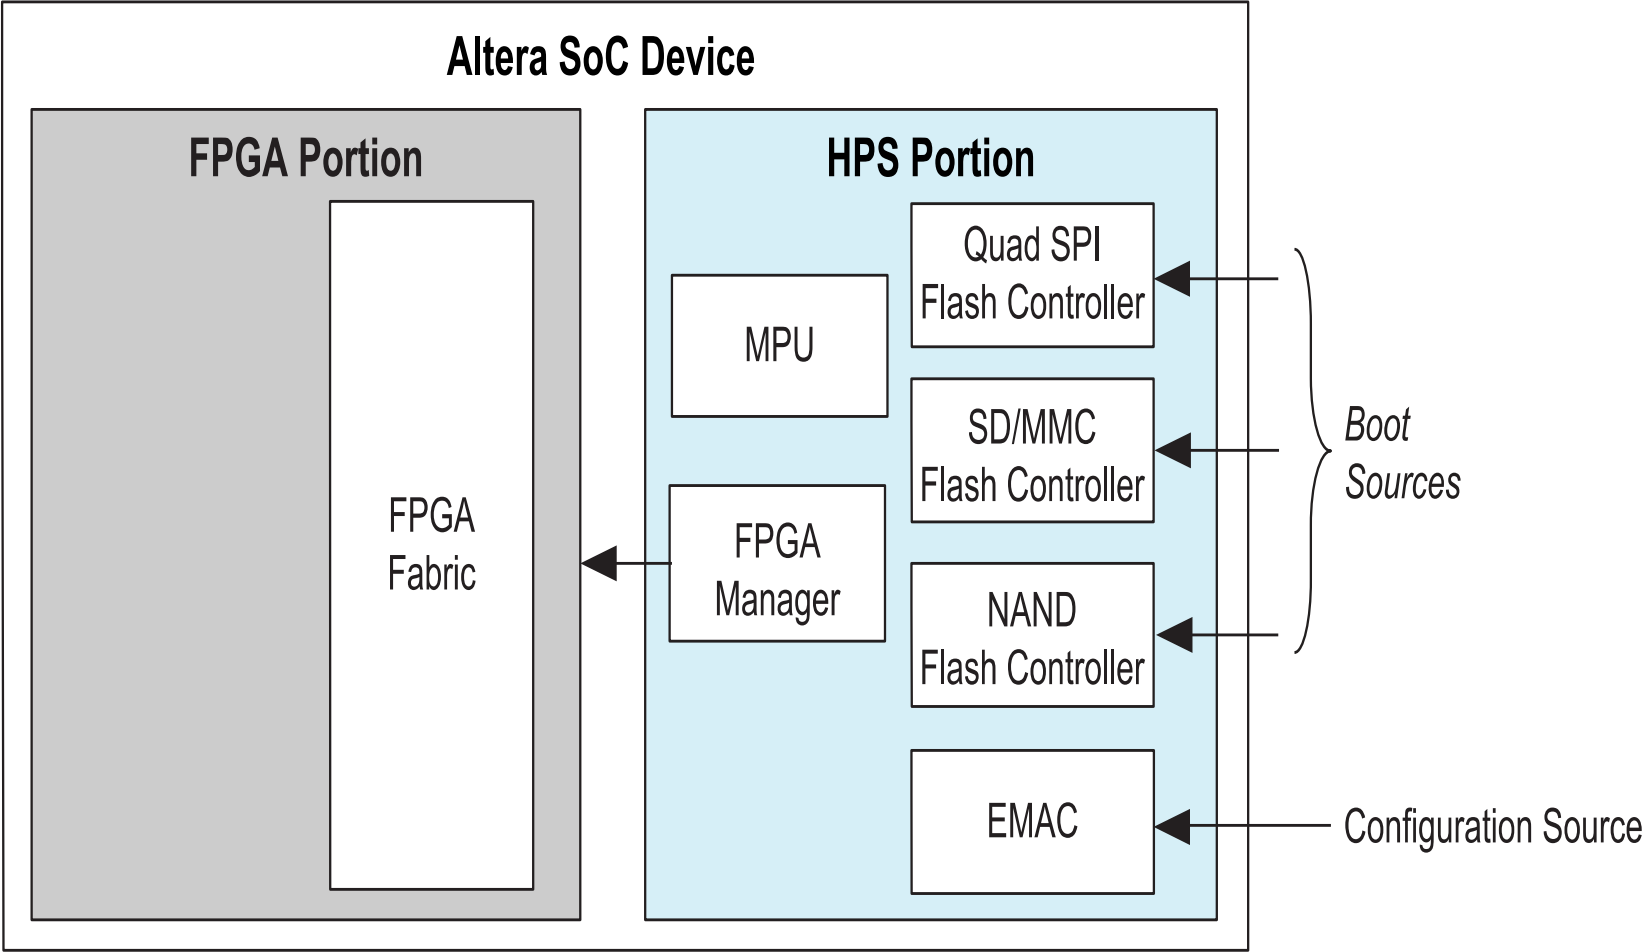 Altera SoC Device
FPGA Portion
FPGA
Fabric
HPS Portion
MPU
FPGA
Manager
Quad SPI
Flash Controller
SD/MMC
Flash Controller
NAND
Flash Controller
EMAC
Boot
Sources
Configuration Source